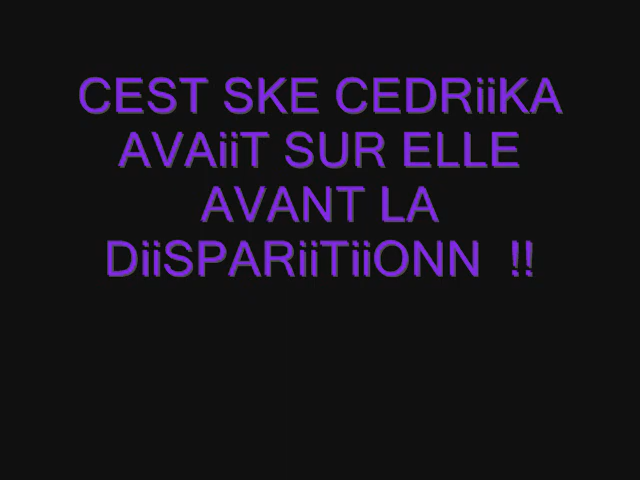 CEST SKE CEDRiiKA
AVAiiT SUR ELLE
AVANT LA
DiiSPARiiTiiONN !!